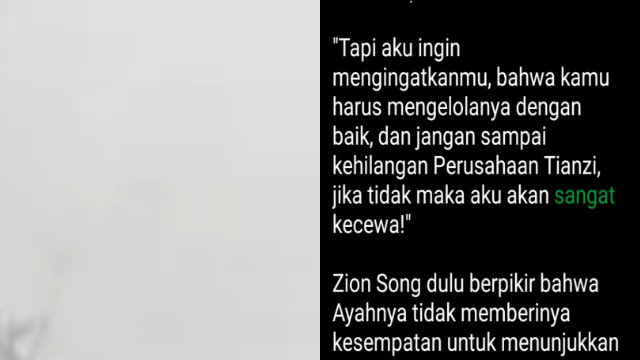 "Tapi aku ingin
mengingatkanmu, bahwa kamu
harus mengelolanya dengan
baik, dan jangan sampai
kehilangan Perusahaan Tianzi,
jika tidak maka aku akan sangat
kecewa!"
Zion Song dulu berpikir bahwa
Ayahnya tidak memberinya
kesempatan untuk menunjukkan